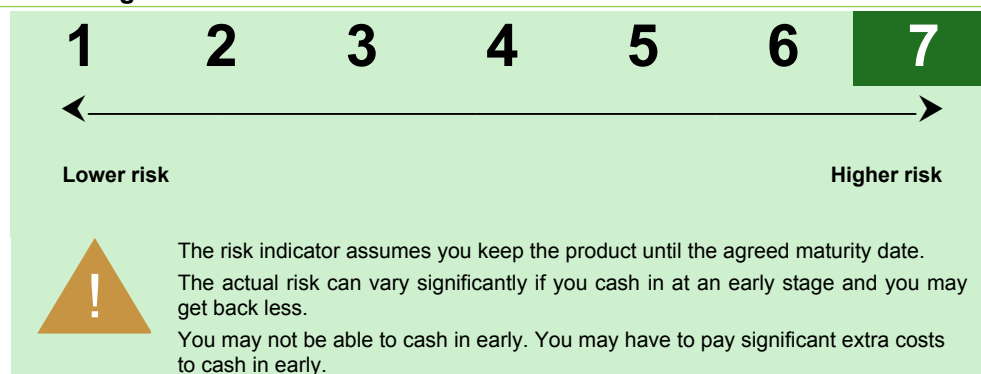 1 2 3 4 5 6 7
Lower risk Higher risk
!
The risk indicator assumes you keep the product until the agreed maturity date.
The actual risk can vary significantly if you cash in at an early stage and you may
get back less.
You may not be able to cash in early. You may have to pay significant extra costs
to cash in early.